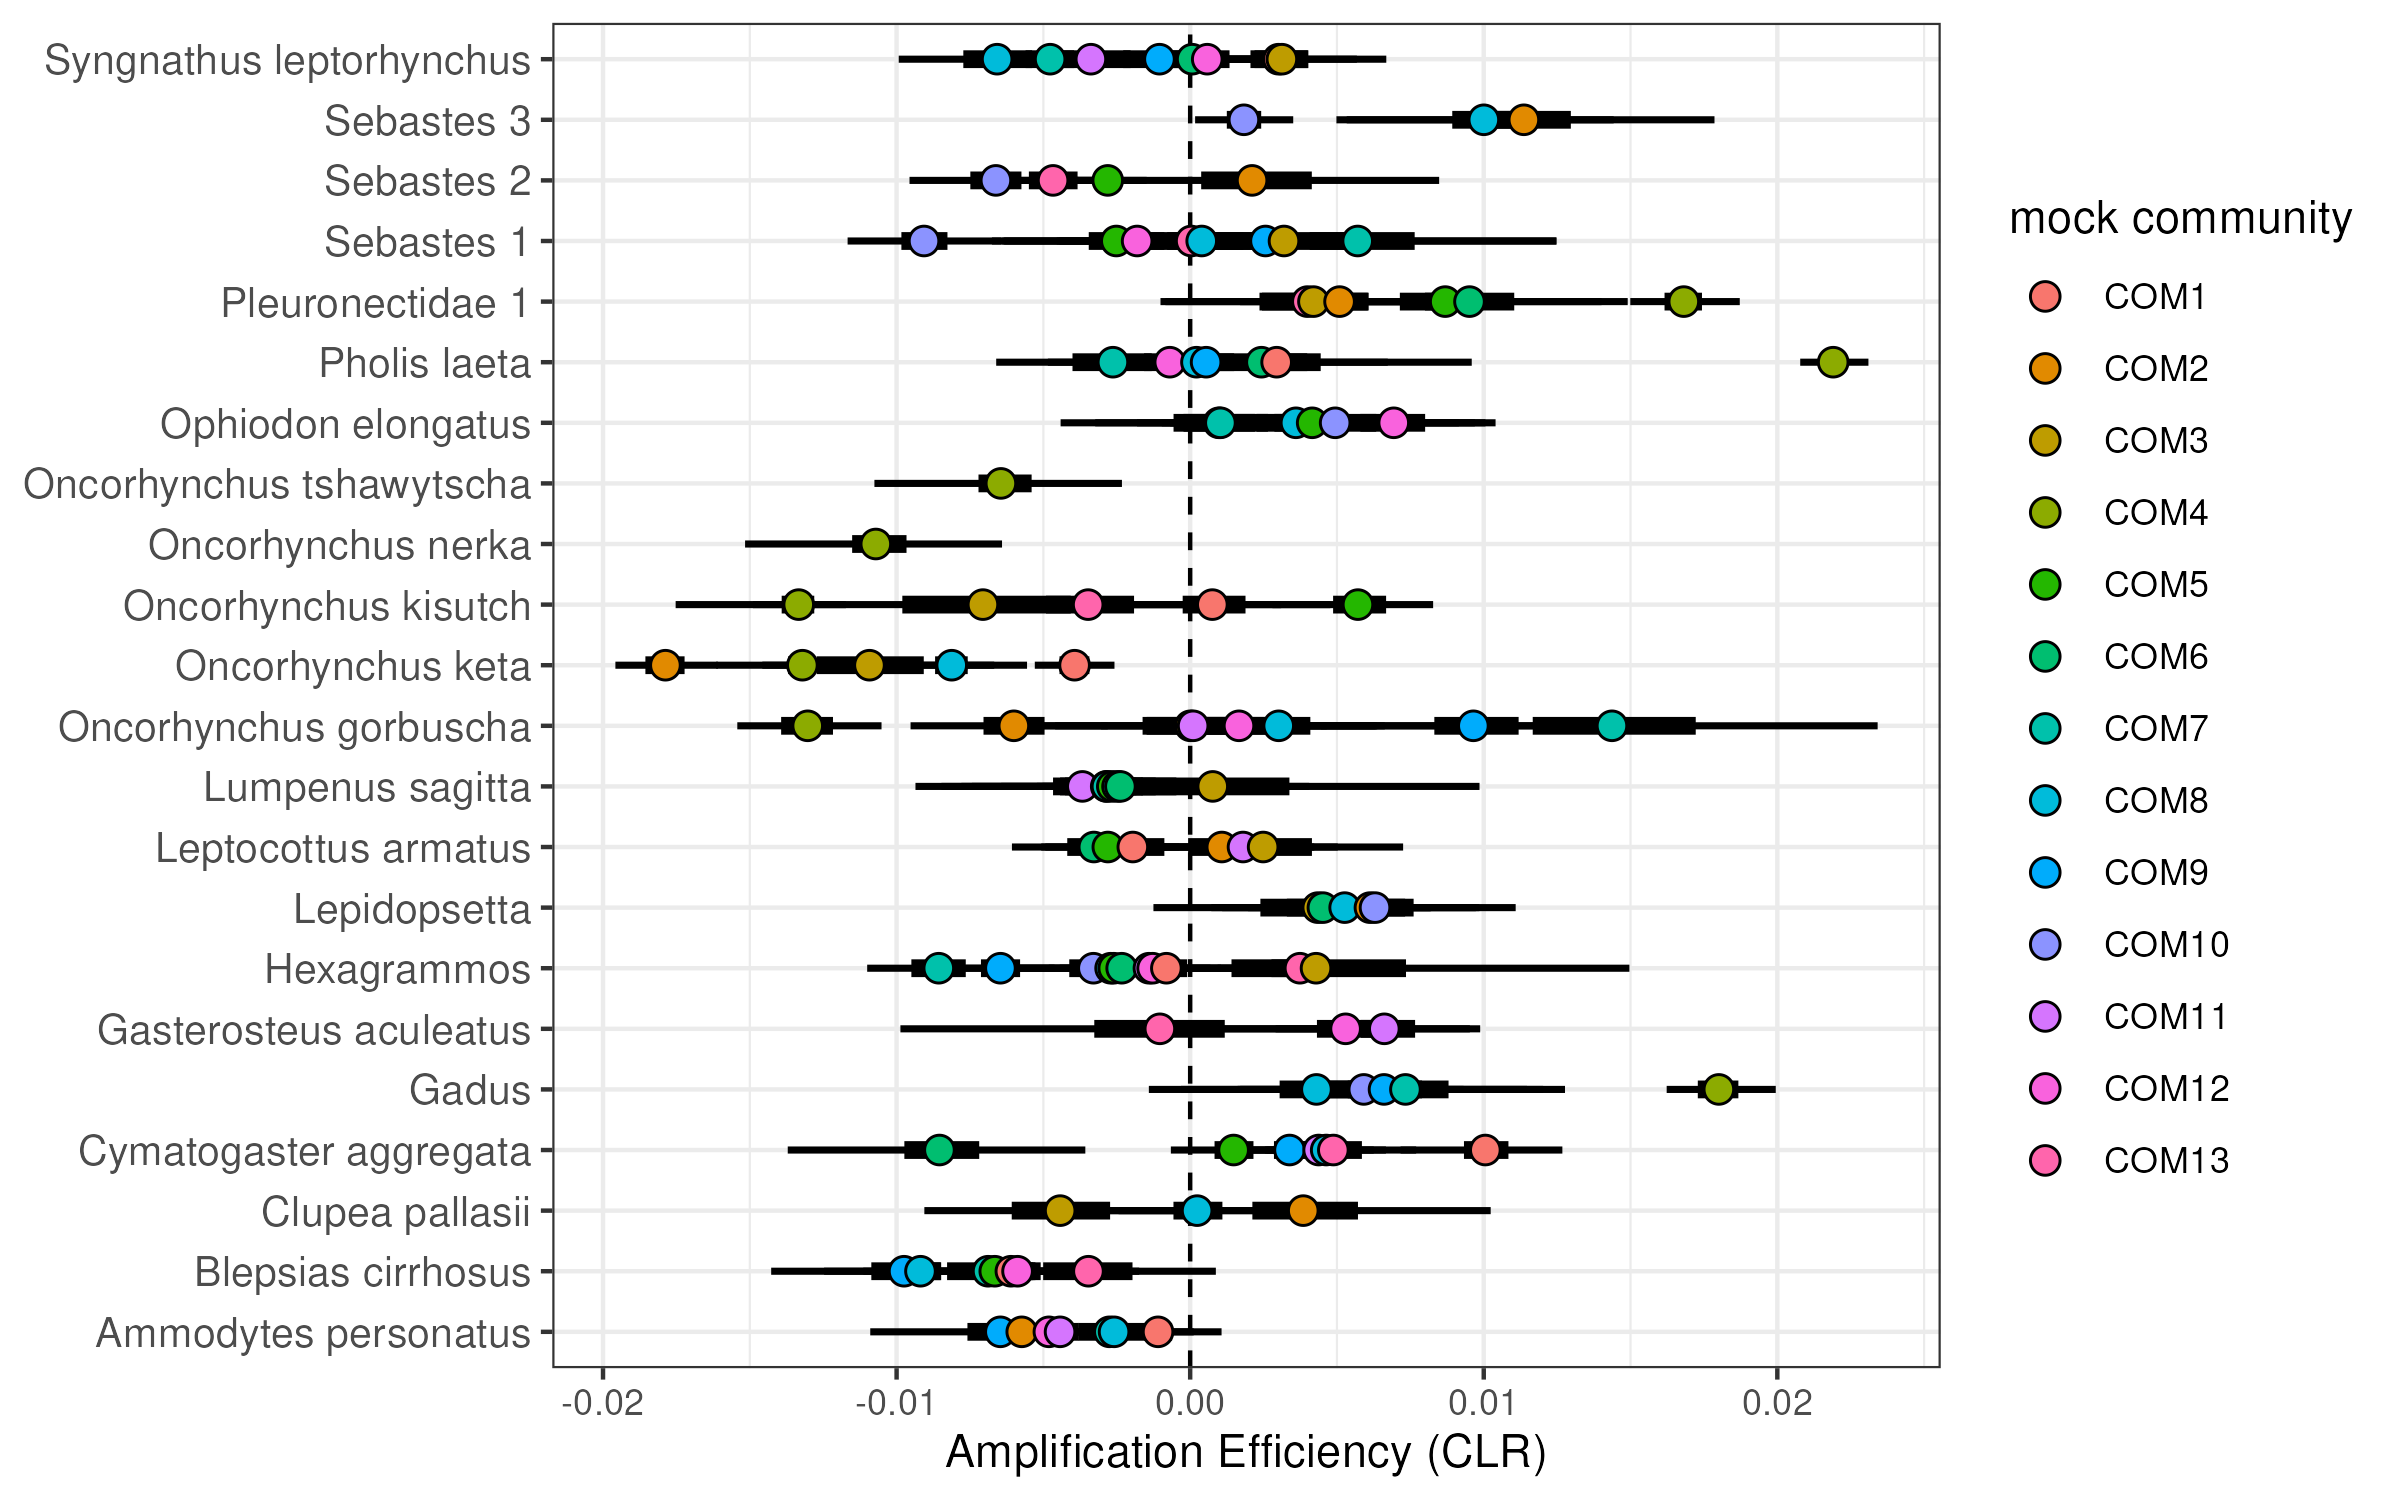 Syngnathus leptorhynchus
Sebastes 3
Sebastes 2
Sebastes 1
Pleuronectidae 1
Pholis laeta
Ophiodon elongatus
Oncorhynchus tshawytscha
Oncorhynchus nerka
Oncorhynchus kisutch
Oncorhynchus keta
Oncorhynchus gorbuscha
Lumpenus sagitta
Leptocottus armatus
Lepidopsetta
Hexagrammos
Gasterosteus aculeatus
Gadus
Cymatogaster aggregata
Clupea pallasii
Blepsias cirrhosus
Ammodytes personatus
-0.02 -0.01 0.00 0.01 0.02
Amplification Efficiency (CLR)
mock community
COM1
COM2
COM3
COM4
COM5
COM6
COM7
COM8
COM9
COM10
COM11
COM12
COM13